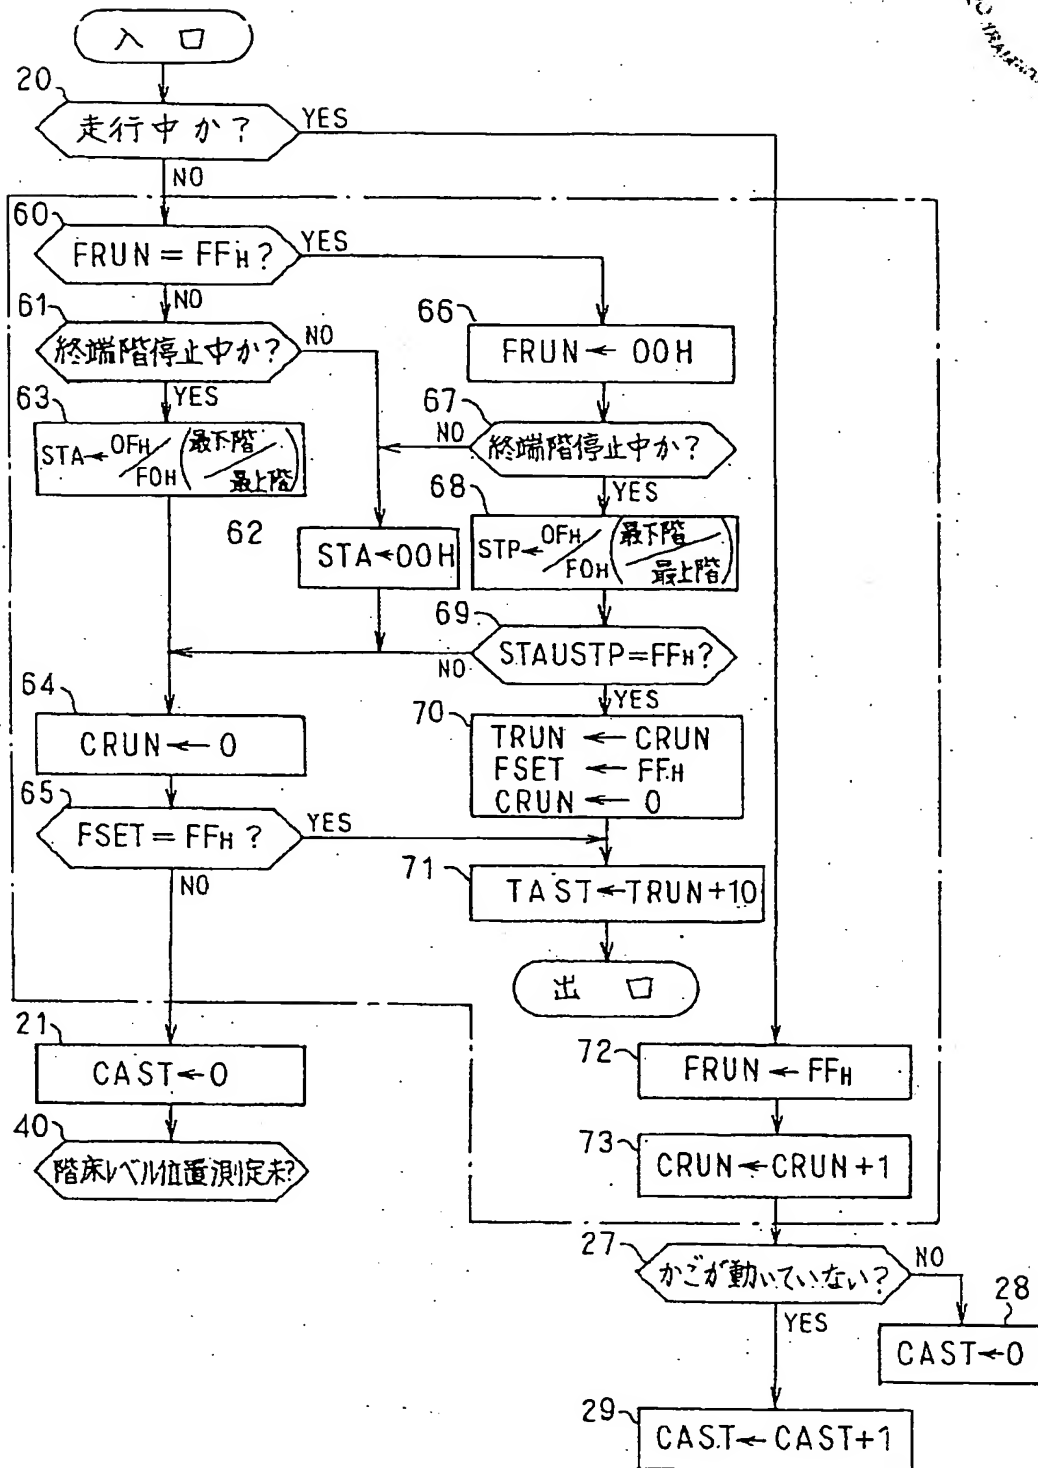 入 口
20
走行中か?
YES
NO
60
FRUN = FFH?
YES
NO
61
終端階停止中か?
NO
YES
66
FRUN ← 00H
67
終端階停止中か?
NO
YES
63
STA ← 0FH / F0H (最下階 / 最上階)
62
STA ← 00H
68
STP ← 0FH / F0H (最下階 / 最上階)
69
STAUSTP=FFH?
NO
YES
64
CRUN ← 0
70
TRUN ← CRUN
FSET ← FFH
CRUN ← 0
65
FSET = FFH ?
YES
NO
71
TAST ← TRUN+10
出 口
21
CAST ← 0
40
階床レベル位置測定未?
72
FRUN ← FFH
73
CRUN ← CRUN+1
27
かごが動いていない?
NO
YES
28
CAST ← 0
29
CAST ← CAST+1